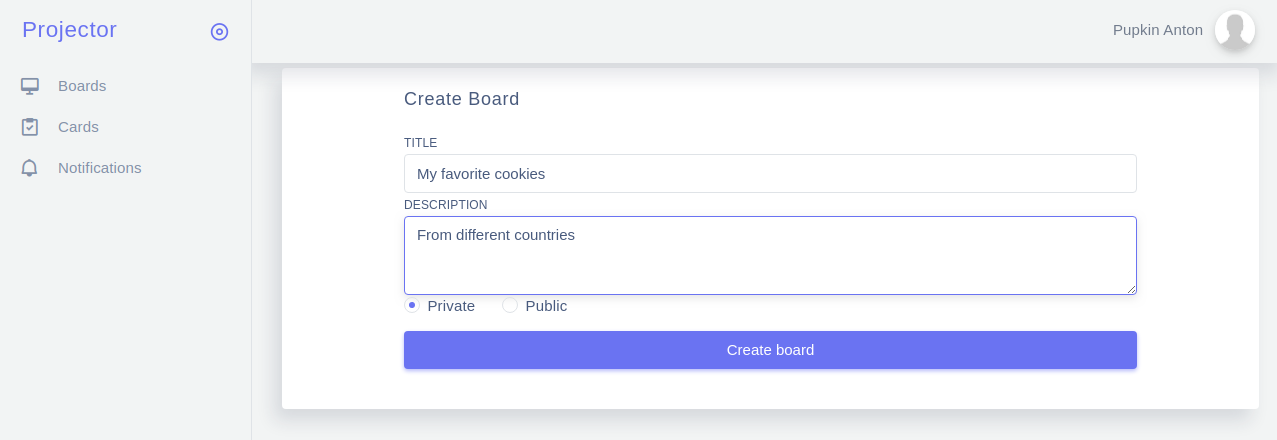 Projector
Pupkin Anton
Boards
Cards
Notifications
Create Board
TITLE
My favorite cookies
DESCRIPTION
From different countries
Private Public
Create board